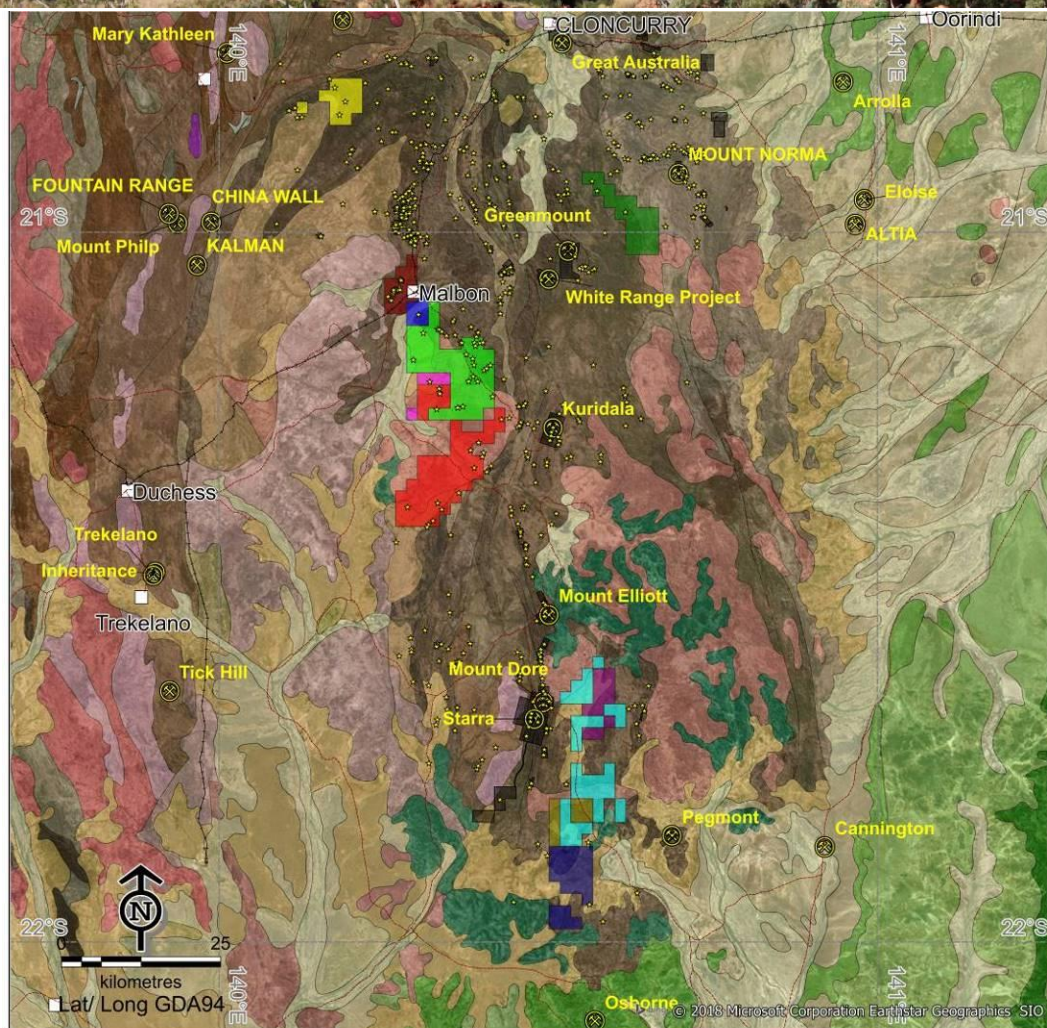 CLONCURRY
Oorindi
Mary Kathleen
140°E
Great Australia
141°E
Arrolla
MOUNT NORMA
FOUNTAIN RANGE
CHINA WALL
Eloise
21°S
Greenmount
21°S
Mount Philp
KALMAN
ALTIA
Malbon
White Range Project
Kuridala
Duchess
Trekelano
Inheritance
Mount Elliott
Trekelano
Mount Dore
Tick Hill
Starra
Pegmont
Cannington
N
22°S
22°S
0 25
kilometres
140°E
141°E
Lat/ Long GDA94
Osborne
© 2018 Microsoft Corporation Earthstar Geographics SIO